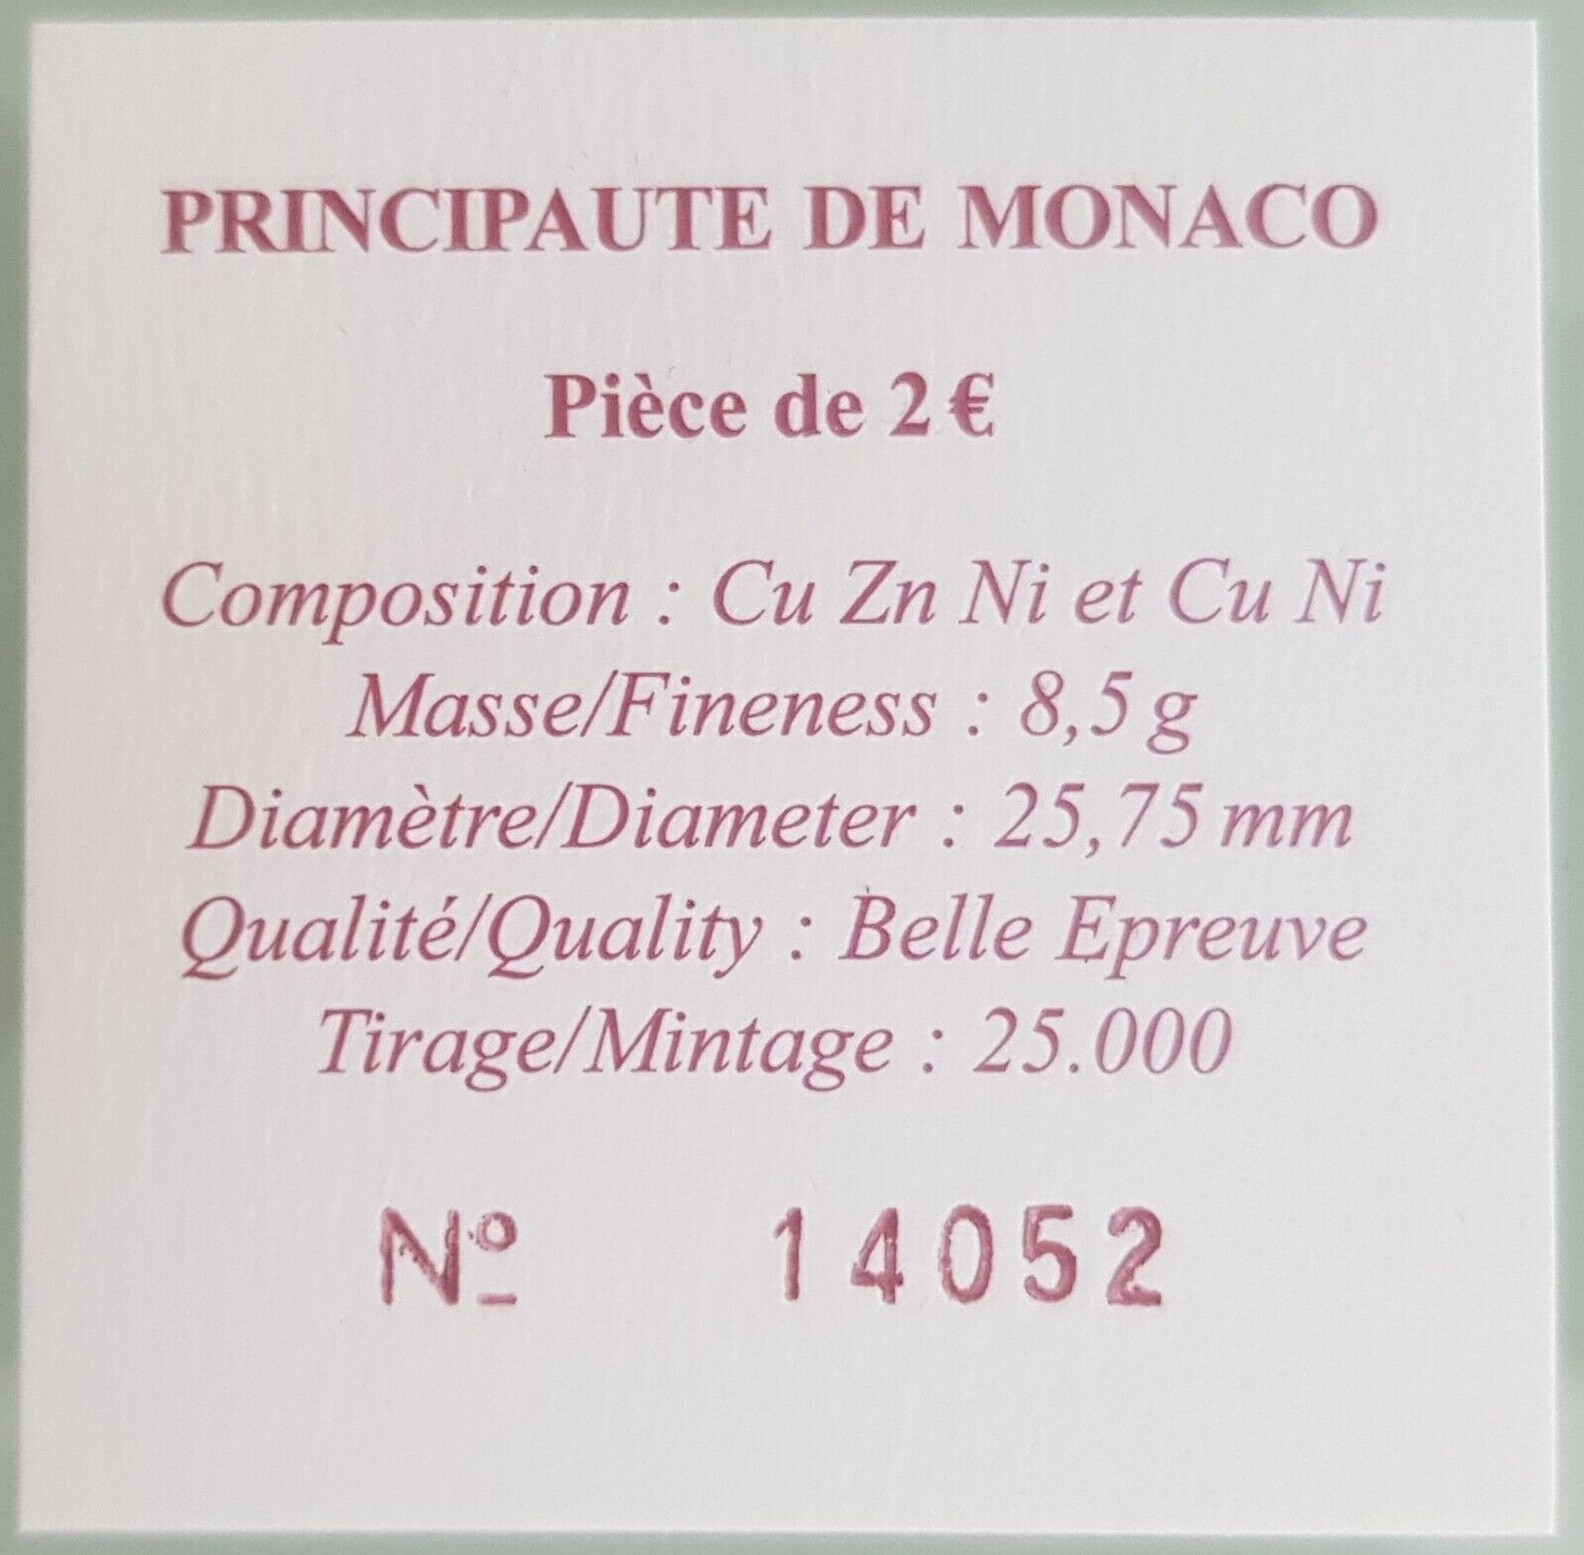 PRINCIPAUTE DE MONACO
Pièce de 2 €
Composition : Cu Zn Ni et Cu Ni
Masse/Fineness : 8,5 g
Diamètre/Diameter : 25,75 mm
Qualité/Quality : Belle Epreuve
Tirage/Mintage : 25.000
Nº 14052